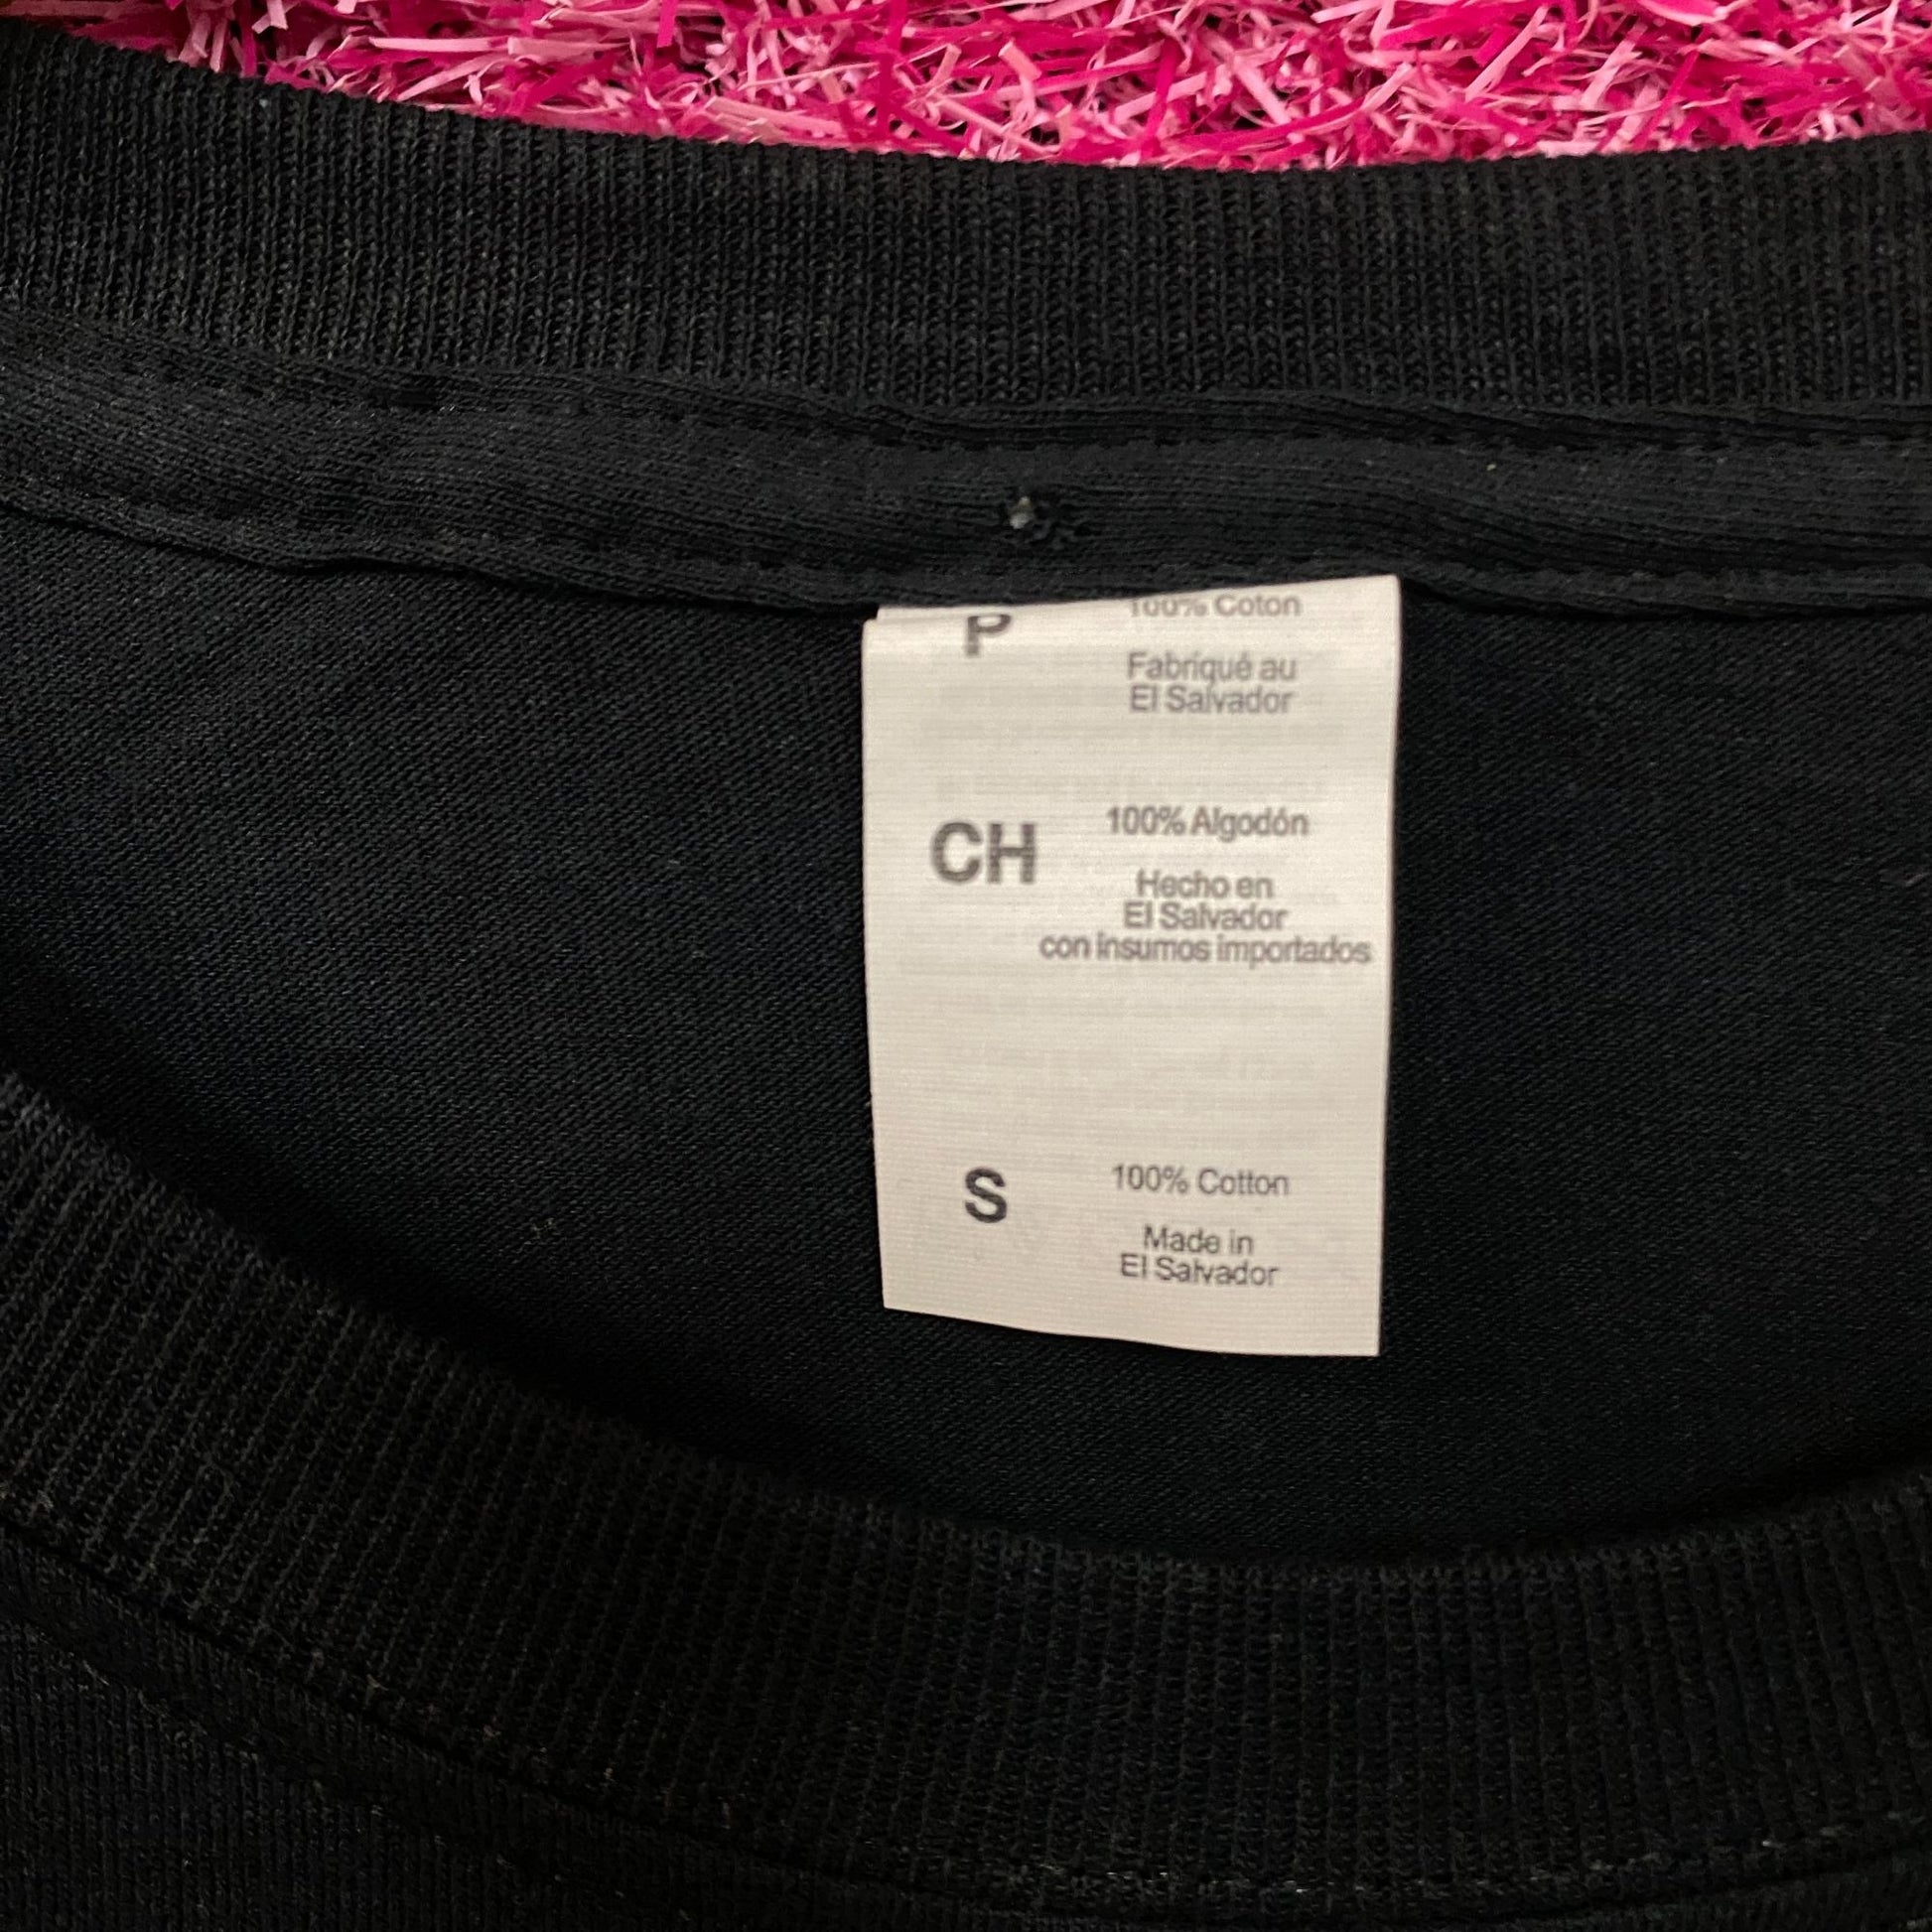 P
100% Coton
Fabriqué au
El Salvador
CH
100% Algodón
Hecho en
El Salvador
con insumos importados
S
100% Cotton
Made in
El Salvador